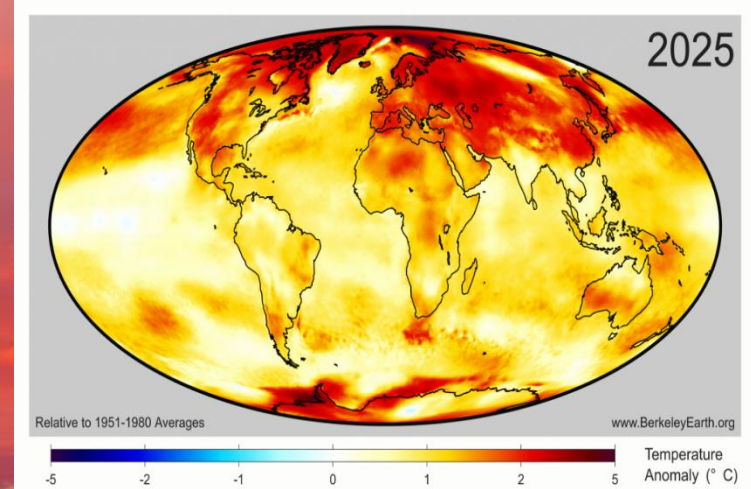 2025
Relative to 1951-1980 Averages
www.BerkeleyEarth.org
-5 -2 -1 0 1 2 5
Temperature
Anomaly (° C)